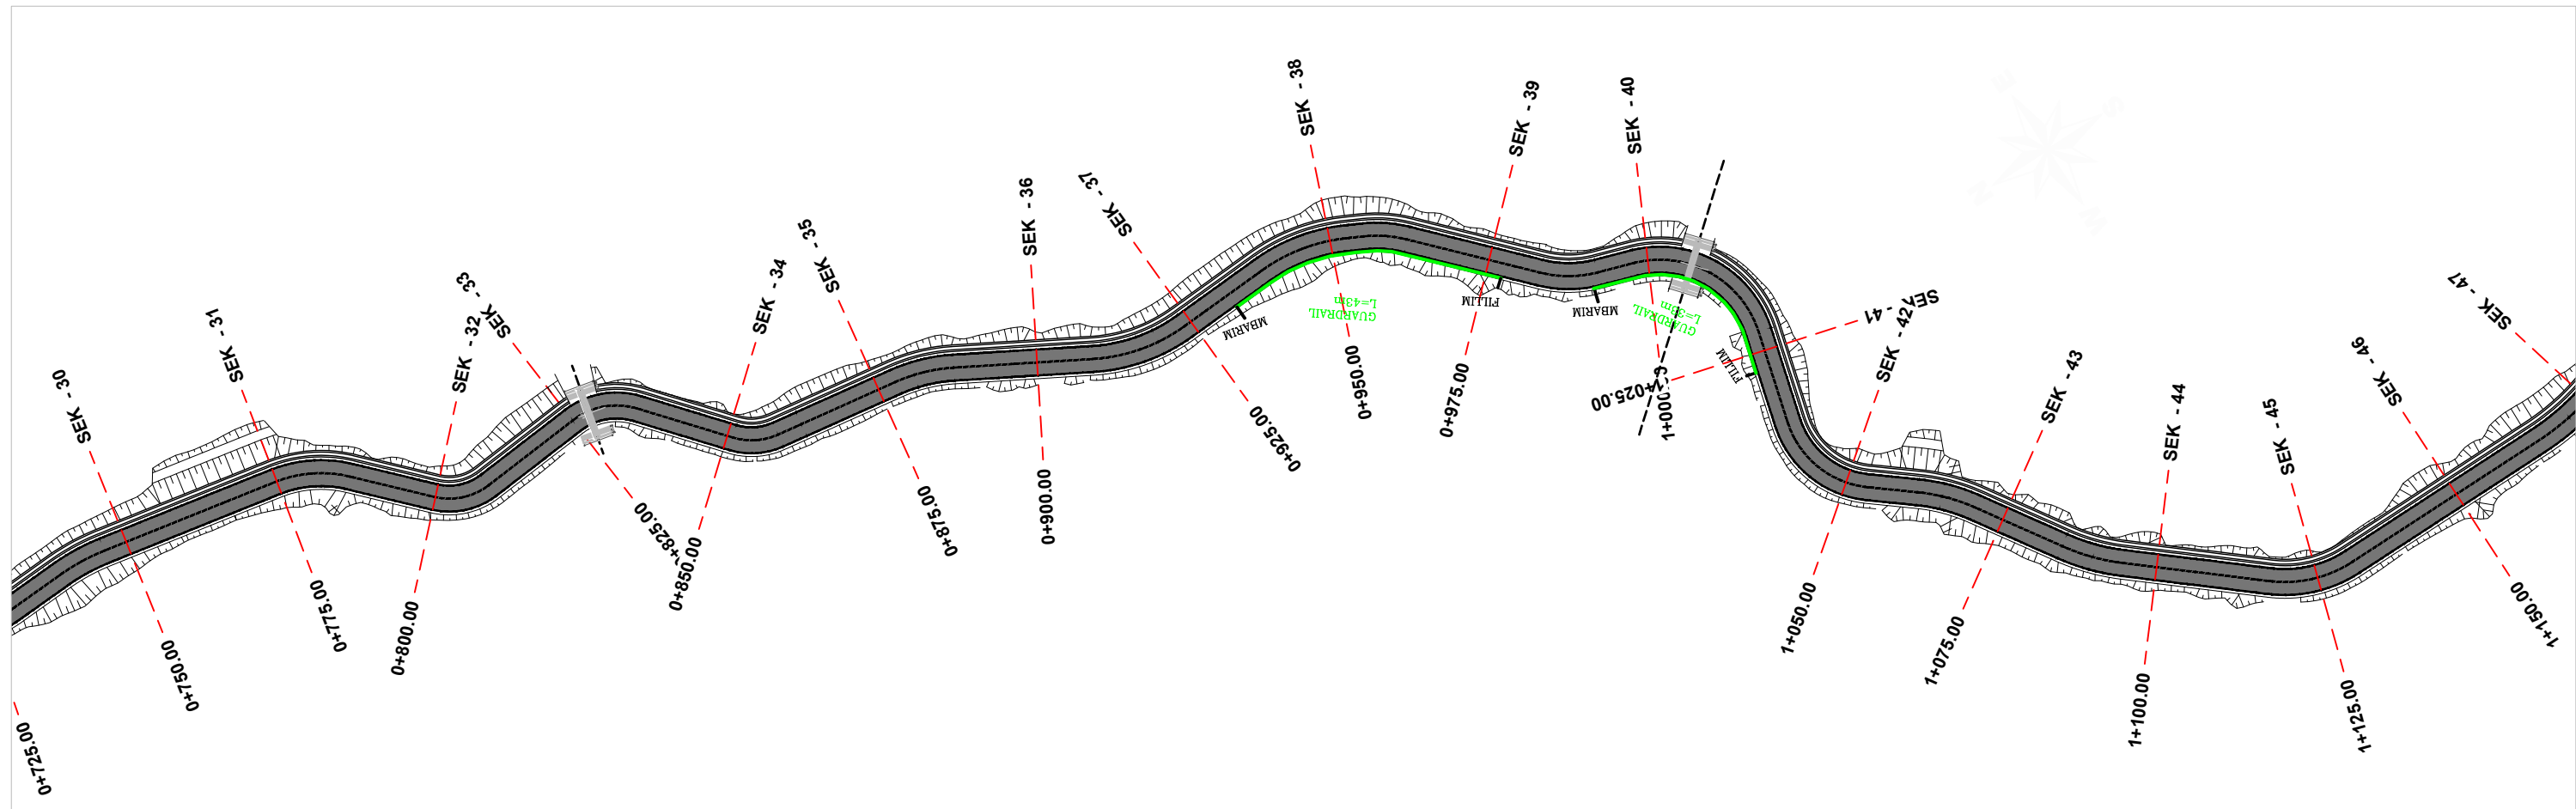 SEK - 30
SEK - 31
SEK - 32
SEK - 33
SEK - 34
SEK - 35
SEK - 36
SEK - 37
SEK - 38
SEK - 39
SEK - 40
SEK - 41
SEK - 42
SEK - 43
SEK - 44
SEK - 45
SEK - 46
SEK - 47
MBARIM
GUARDRAIL
L=43m
FILLIM
MBARIM
GUARDRAIL
L=33m
FILLIM
0+725.00
0+750.00
0+775.00
0+800.00
0+825.00
0+850.00
0+875.00
0+900.00
0+925.00
0+950.00
0+975.00
1+000.00
1+025.00
1+050.00
1+075.00
1+100.00
1+125.00
1+150.00
N
S